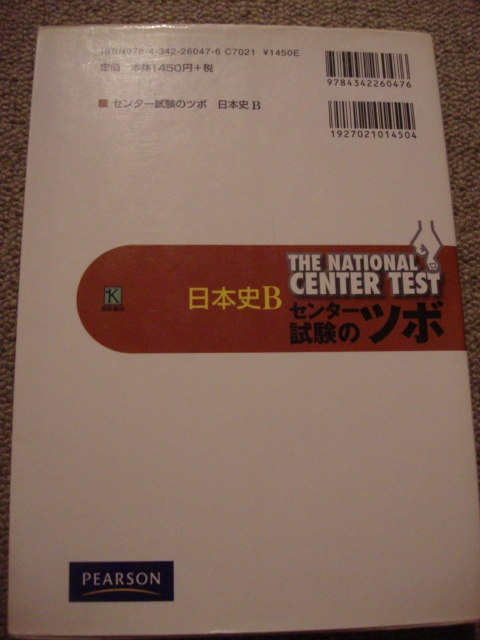 ISBN978-4-342-26047-6 C7021 ¥1450E
定価 本体1450円+税
センター試験のツボ 日本史B
9784342260476
1927021014504
THE NATIONAL
CENTER TEST
日本史B
センター
試験の
ツボ
K
PEARSON